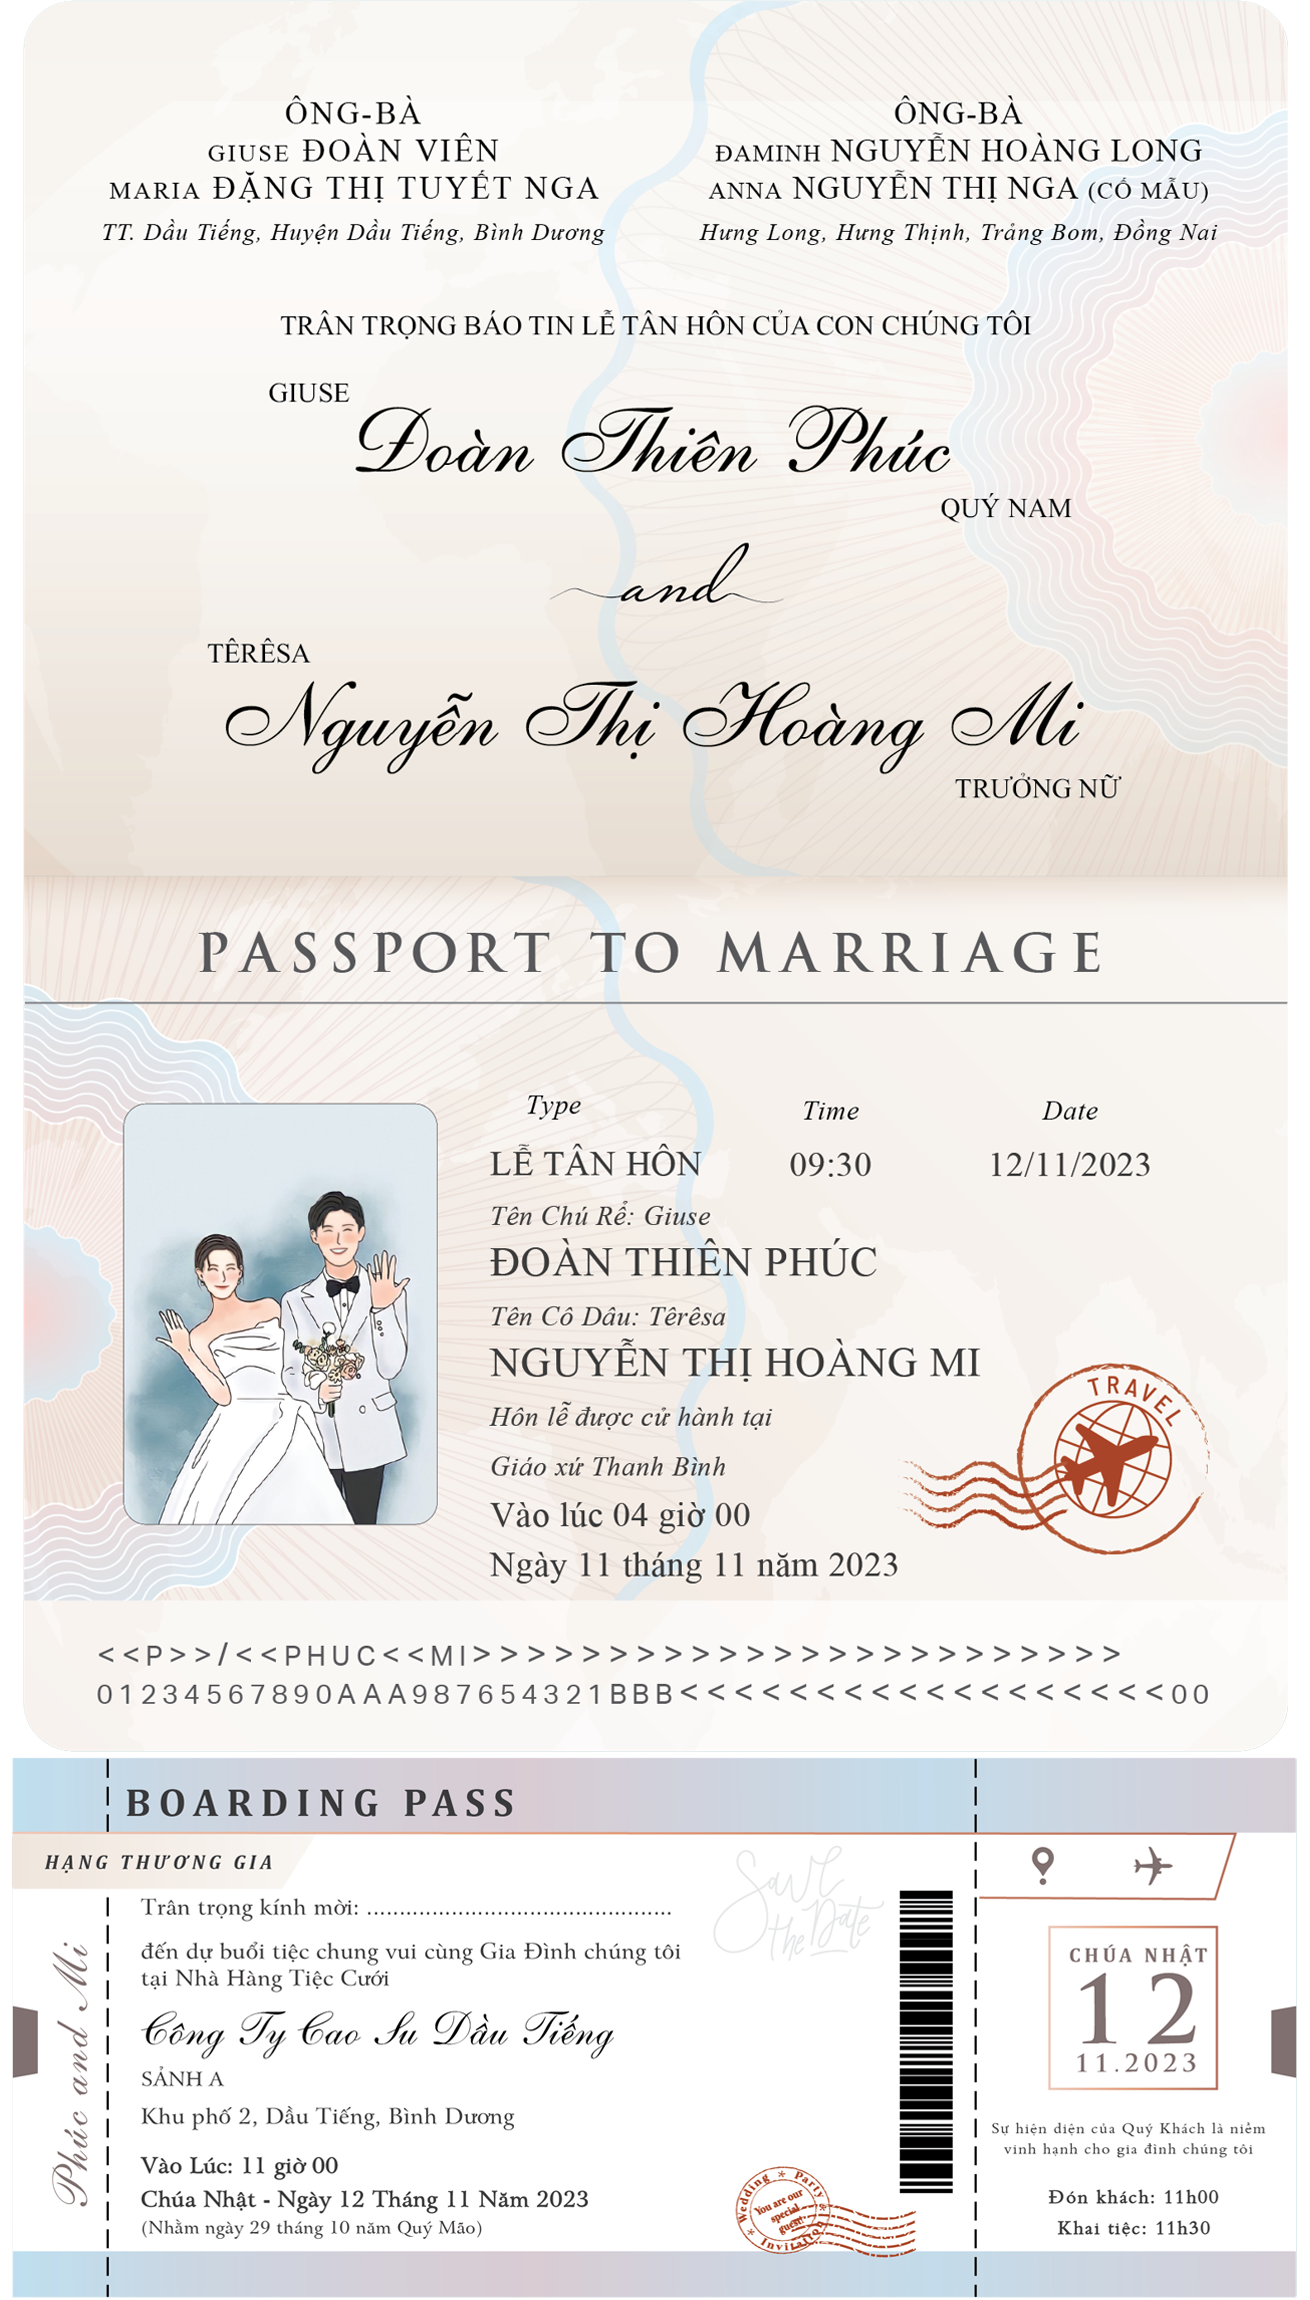 ÔNG-BÀ
GIUSE ĐOÀN VIÊN
MARIA ĐẶNG THỊ TUYẾT NGA
TT. Dầu Tiếng, Huyện Dầu Tiếng, Bình Dương
ÔNG-BÀ
ĐAMINH NGUYỄN HOÀNG LONG
ANNA NGUYỄN THỊ NGA (CỐ MẪU)
Hưng Long, Hưng Thịnh, Trảng Bom, Đồng Nai
TRÂN TRỌNG BÁO TIN LỄ TÂN HÔN CỦA CON CHÚNG TÔI
GIUSE
Đoàn Thiên Phúc
QUÝ NAM
and
TÊRÊSA
Nguyễn Thị Hoàng Mi
TRƯỞNG NỮ
PASSPORT TO MARRIAGE
Type Time Date
LỄ TÂN HÔN 09:30 12/11/2023
Tên Chú Rể: Giuse
ĐOÀN THIÊN PHÚC
Tên Cô Dâu: Têrêsa
NGUYỄN THỊ HOÀNG MI
Hôn lễ được cử hành tại
Giáo xứ Thanh Bình
Vào lúc 04 giờ 00
Ngày 11 tháng 11 năm 2023
TRAVEL
<<P>>/<<PHUC<<MI>>>>>>>>>>>>>>>>>>>>>>>>
01234567890AAA987654321BBB<<<<<<<<<<<<<<<<<<00
BOARDING PASS
HẠNG THƯƠNG GIA
Phúc and Mi
Trân trọng kính mời: ...............................................
đến dự buổi tiệc chung vui cùng Gia Đình chúng tôi
tại Nhà Hàng Tiệc Cưới
Công Ty Cao Su Dầu Tiếng
SẢNH A
Khu phố 2, Dầu Tiếng, Bình Dương
Vào Lúc: 11 giờ 00
Chúa Nhật - Ngày 12 Tháng 11 Năm 2023
(Nhằm ngày 29 tháng 10 năm Quý Mão)
Save
the Date
Wedding * Party * Invitation *
You are our
special
guest!
CHÚA NHẬT
12
11.2023
Sự hiện diện của Quý Khách là niềm
vinh hạnh cho gia đình chúng tôi
Đón khách: 11h00
Khai tiệc: 11h30